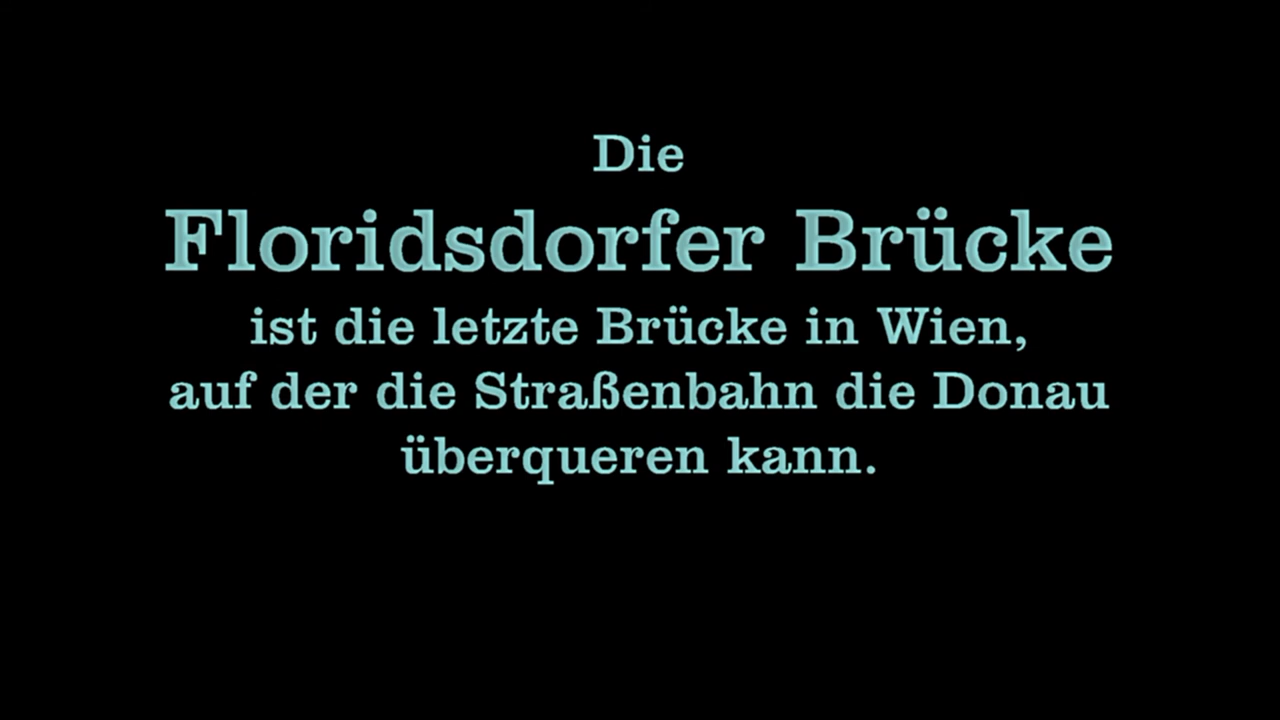 Die
Floridsdorfer Brücke
ist die letzte Brücke in Wien,
auf der die Straßenbahn die Donau
überqueren kann.